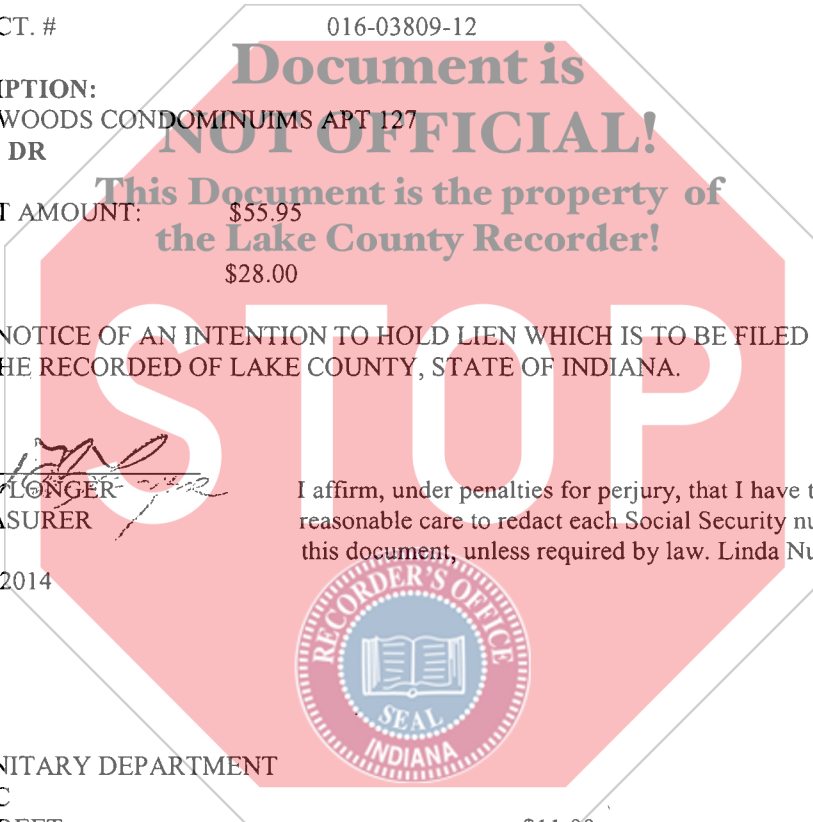 CT. # 016-03809-12
Document is
IPTION:
WOODS CONDOMINUIMS APT 127
NOT OFFICIAL!
DR
This Document is the property of
T AMOUNT: $55.95
the Lake County Recorder!
$28.00
NOTICE OF AN INTENTION TO HOLD LIEN WHICH IS TO BE FILED
HE RECORDED OF LAKE COUNTY, STATE OF INDIANA.
STOP
LONGER
ASURER
I affirm, under penalties for perjury, that I have t
reasonable care to redact each Social Security nu
this document, unless required by law. Linda Nu
2014
RECORDER'S OFFICE
SEAL
INDIANA
NITARY DEPARTMENT
C
REET
$11.00